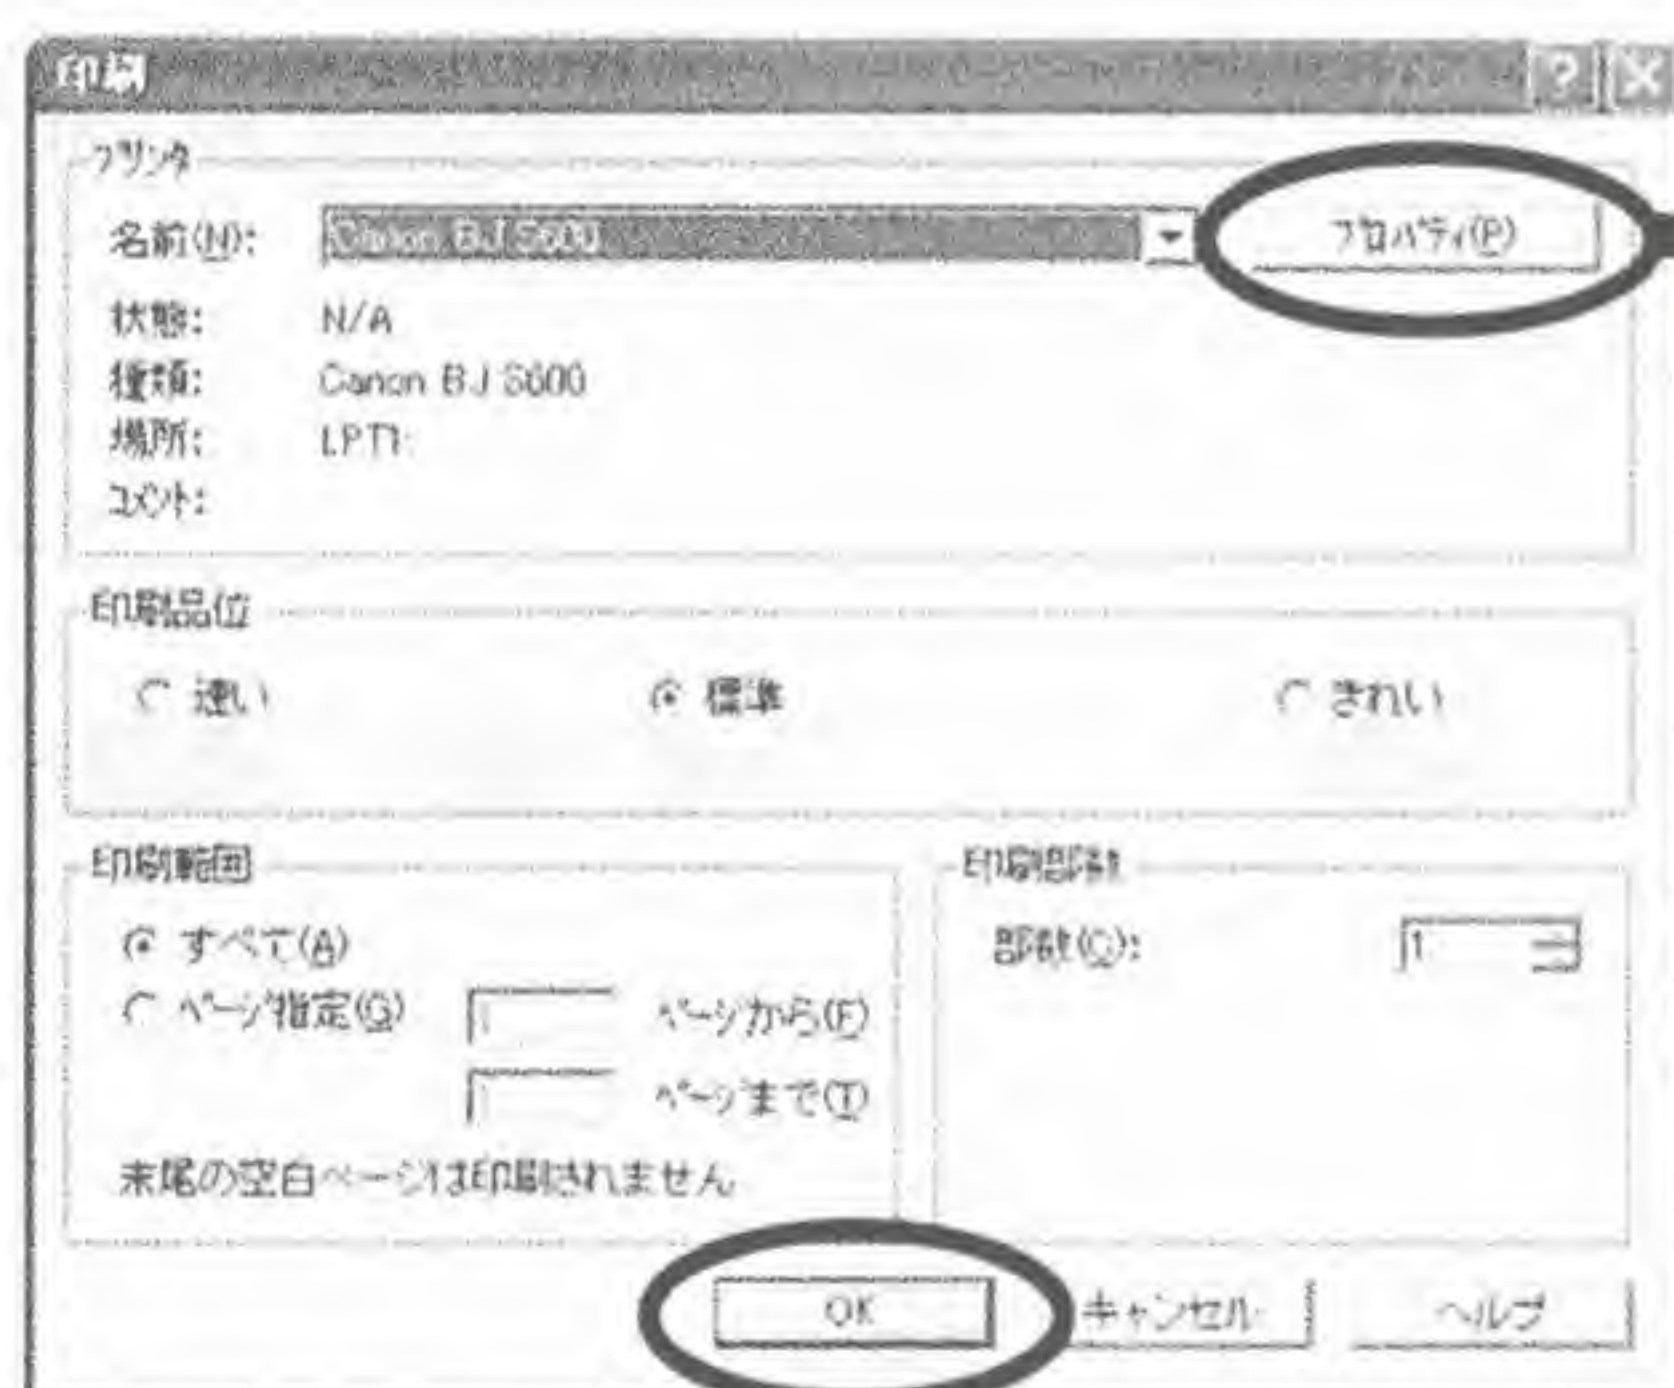 印刷
プリンタ
名前(N): Canon BJ S600 プロパティ(P)
状態: N/A
種類: Canon BJ S600
場所: LPT1:
コメント:
印刷品位
速い 標準 きれい
印刷範囲
すべて(A)
ページ指定(G) 1 ページから(F)
1 ページまで(T)
末尾の空白ページは印刷されません
印刷部数
部数(C): 1
OK キャンセル ヘルプ